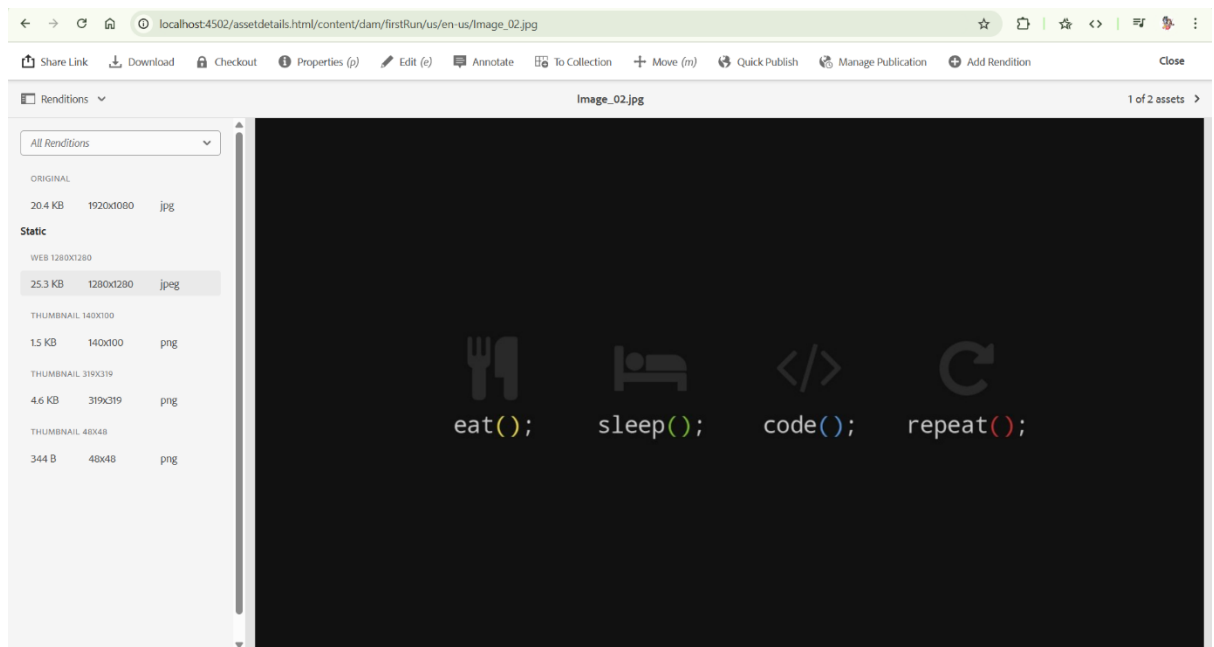 localhost:4502/assetdetails.html/content/dam/firstRun/us/en-us/Image_02.jpg
Share Link Download Checkout Properties (p) Edit (e) Annotate To Collection Move (m) Quick Publish Manage Publication Add Rendition Close
Renditions Image_02.jpg 1 of 2 assets
All Renditions
ORIGINAL
20.4 KB 1920x1080 jpg
Static
WEB 1280X1280
25.3 KB 1280x1280 jpeg
THUMBNAIL 140X100
1.5 KB 140x100 png
THUMBNAIL 319X319
4.6 KB 319x319 png
THUMBNAIL 48X48
344 B 48x48 png
</>
eat(); sleep(); code(); repeat();